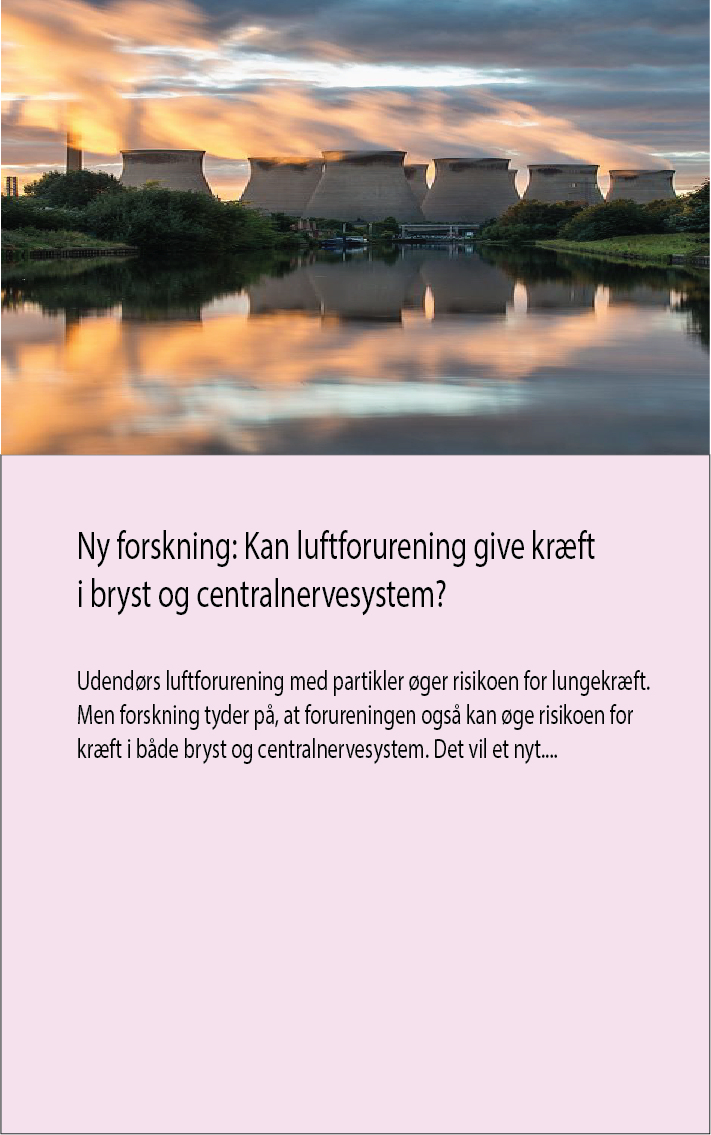 Ny forskning: Kan luftforurening give kræft
i bryst og centralnervesystem?
Udendørs luftforurening med partikler øger risikoen for lungekræft.
Men forskning tyder på, at forureningen også kan øge risikoen for
kræft i både bryst og centralnervesystem. Det vil et nyt....